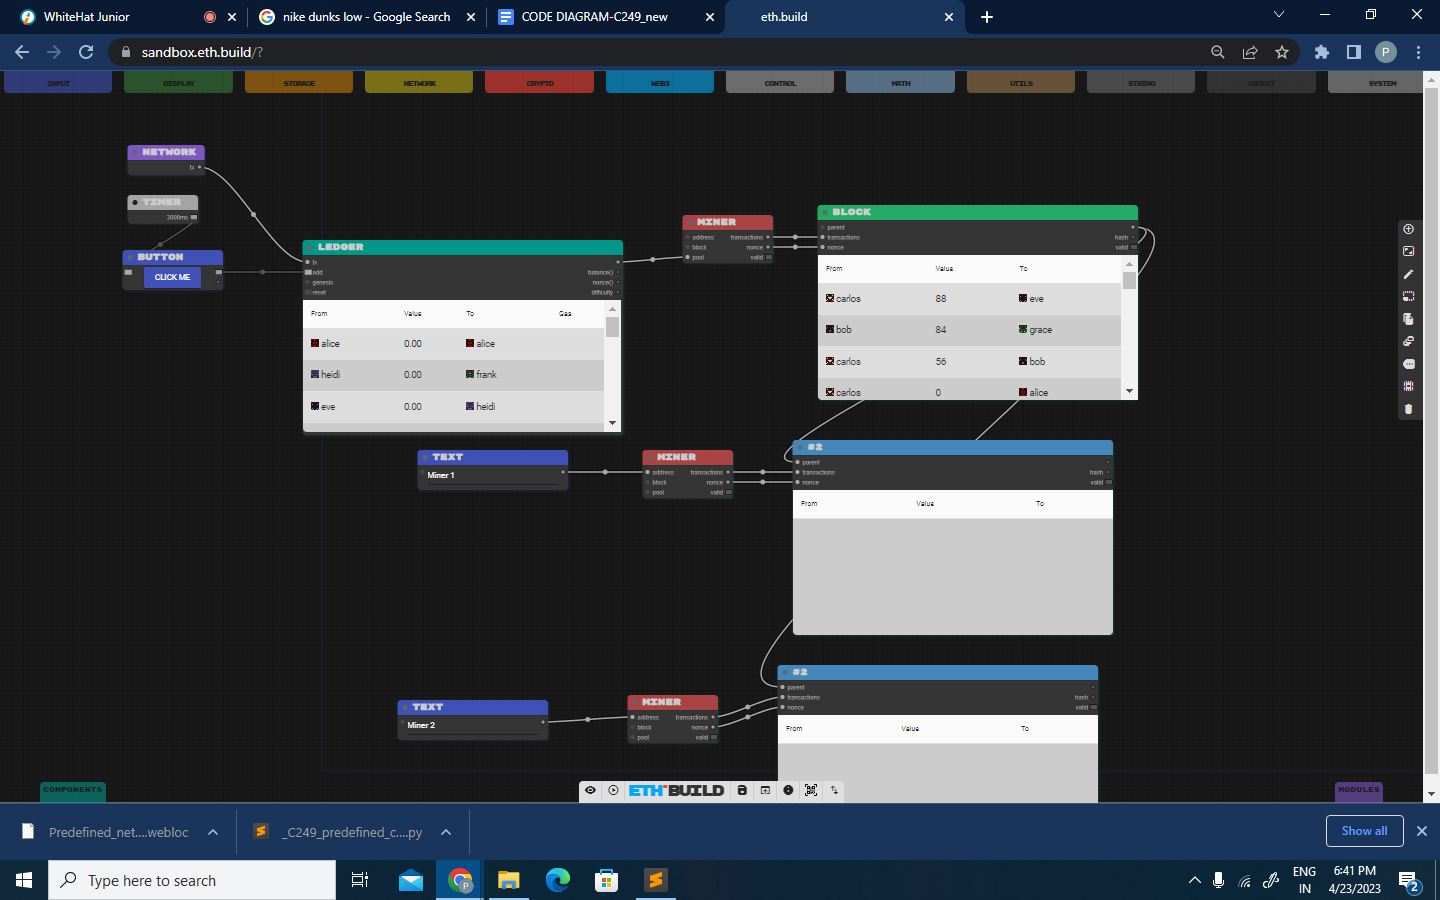 WhiteHat Junior
nike dunks low - Google Search
CODE DIAGRAM-C249_new
eth.build
sandbox.eth.build/?
INPUT
DISPLAY
STORAGE
NETWORK
CRYPTO
WEB3
CONTROL
MATH
UTILS
STRING
OBJECT
SYSTEM
NETWORK
tx
TIMER
3000ms
BUTTON
CLICK ME
LEDGER
tx
add
balance()
genesis
nonce()
reset
difficulty
From Value To Gas
alice 0.00 alice
heidi 0.00 frank
eve 0.00 heidi
MINER
address transactions
block nonce
pool valid
BLOCK
parent
transactions hash
nonce valid
From Value To
carlos 88 eve
bob 84 grace
carlos 56 bob
carlos 0 alice
TEXT
Miner 1
MINER
address transactions
block nonce
pool valid
#2
parent
transactions hash
nonce valid
From Value To
TEXT
Miner 2
MINER
address transactions
block nonce
pool valid
#2
parent
transactions hash
nonce valid
From Value To
COMPONENTS
ETH BUILD
MODULES
Predefined_net....webloc
_C249_predefined_c....py
Show all
Type here to search
ENG
IN
6:41 PM
4/23/2023
2